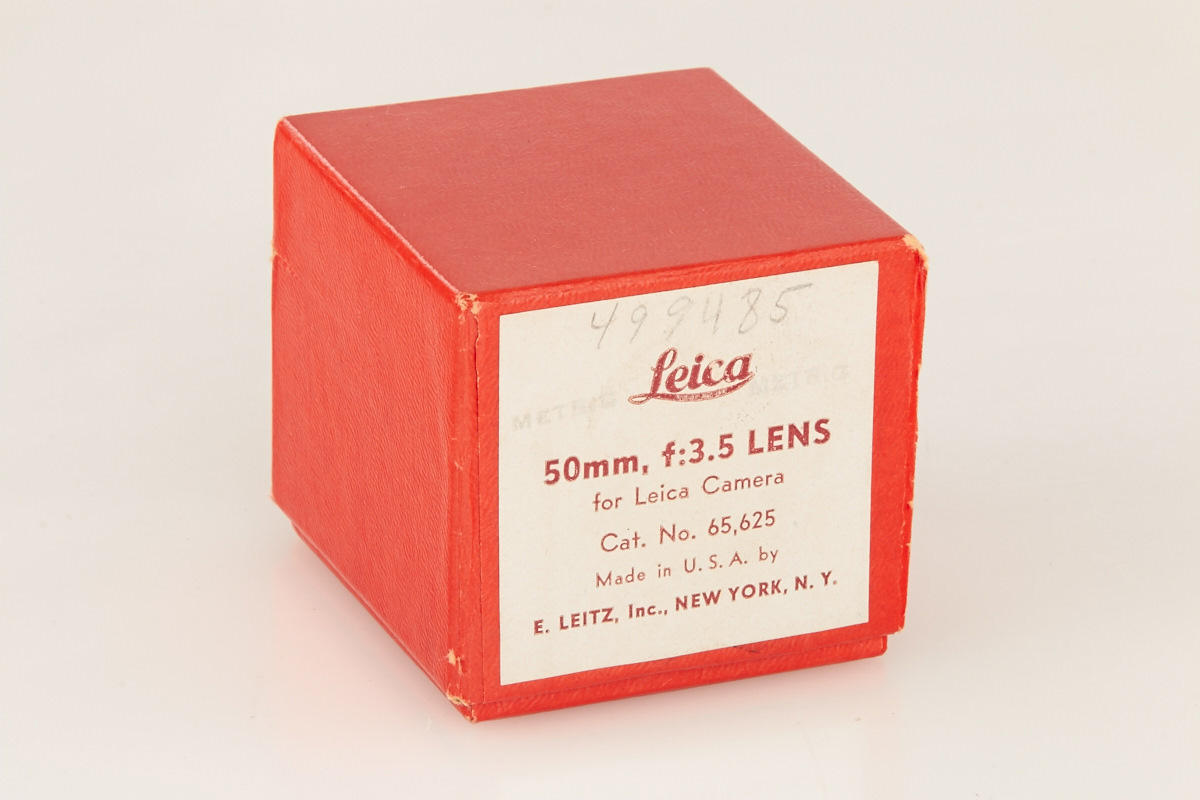 499485
Leica
METRIC METRIC
50mm, f:3.5 LENS
for Leica Camera
Cat. No. 65,625
Made in U.S.A. by
E. LEITZ, Inc., NEW YORK, N. Y.